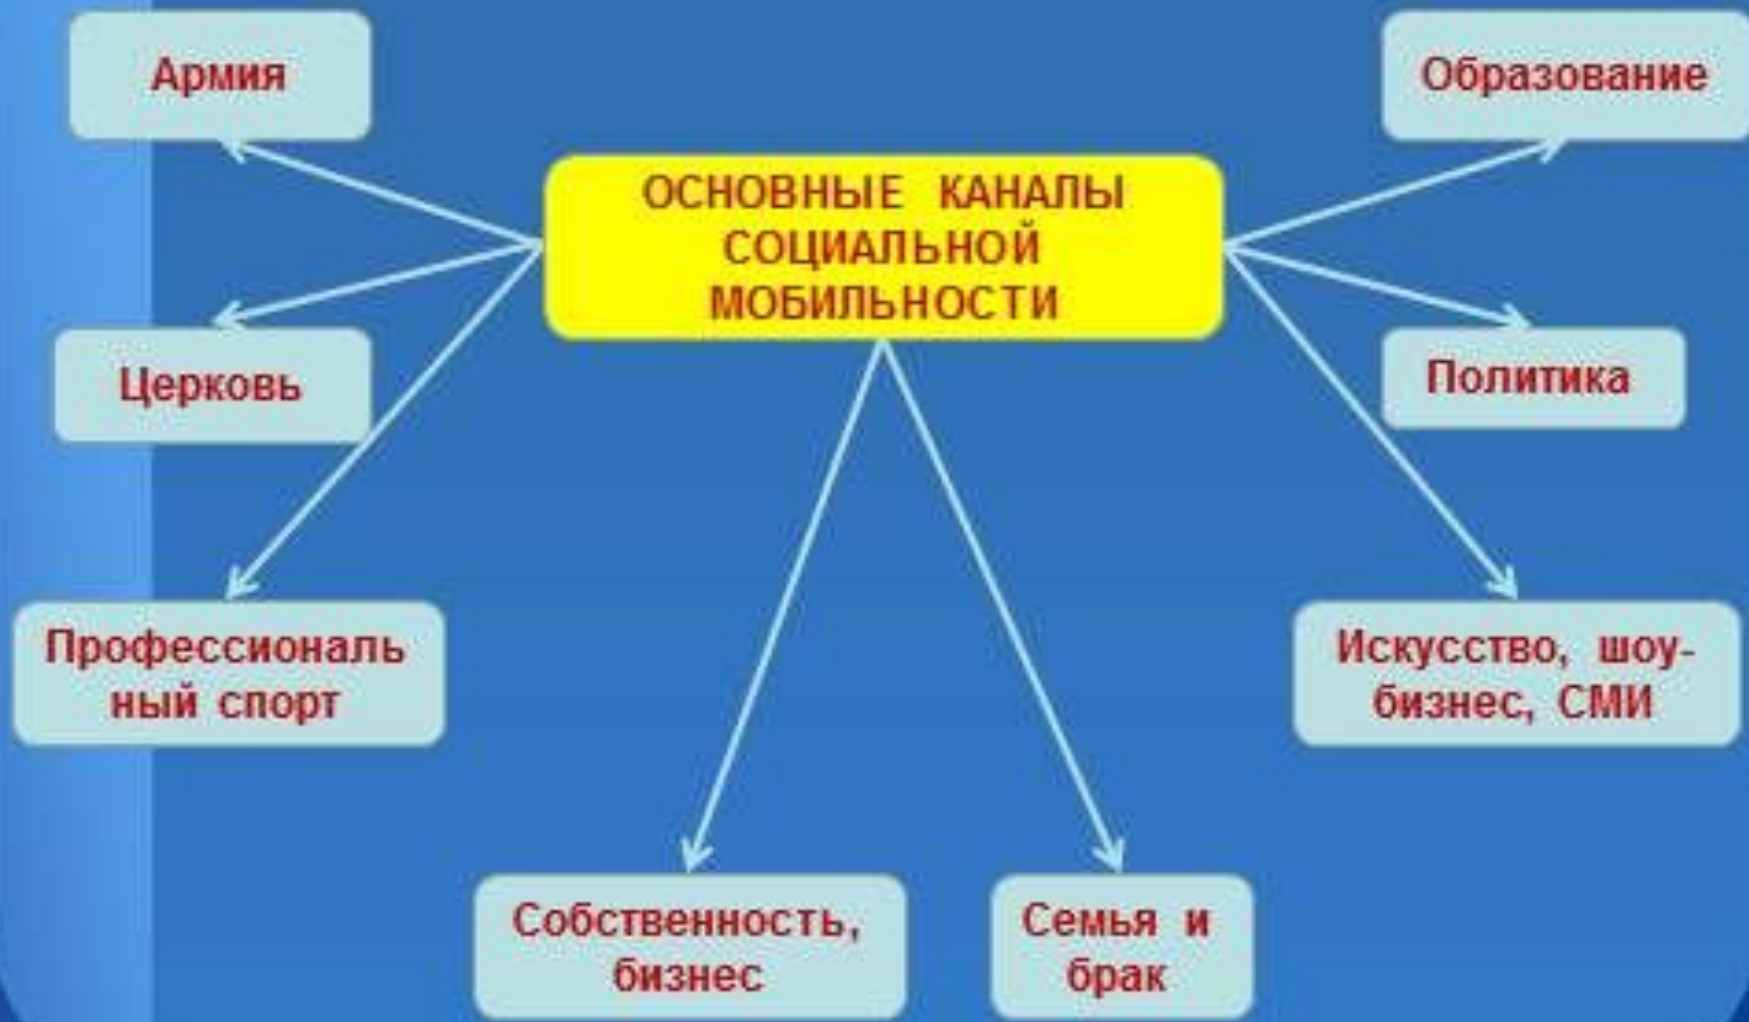 Армия
Образование
ОСНОВНЫЕ КАНАЛЫ
СОЦИАЛЬНОЙ
МОБИЛЬНОСТИ
Церковь
Политика
Профессиональ
ный спорт
Искусство, шоу-
бизнес, СМИ
Собственность,
бизнес
Семья и
брак